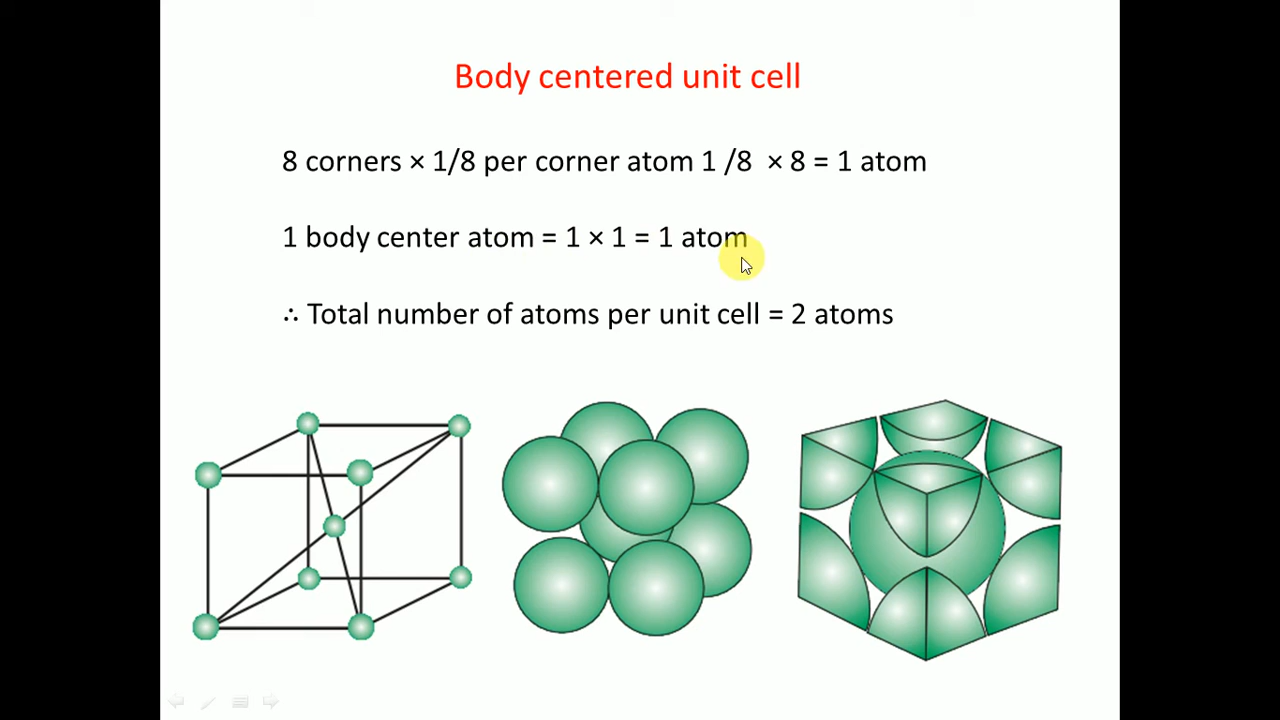 Body centered unit cell
8 corners × 1/8 per corner atom 1 /8  × 8 = 1 atom
1 body center atom = 1 × 1 = 1 atom
∴ Total number of atoms per unit cell = 2 atoms